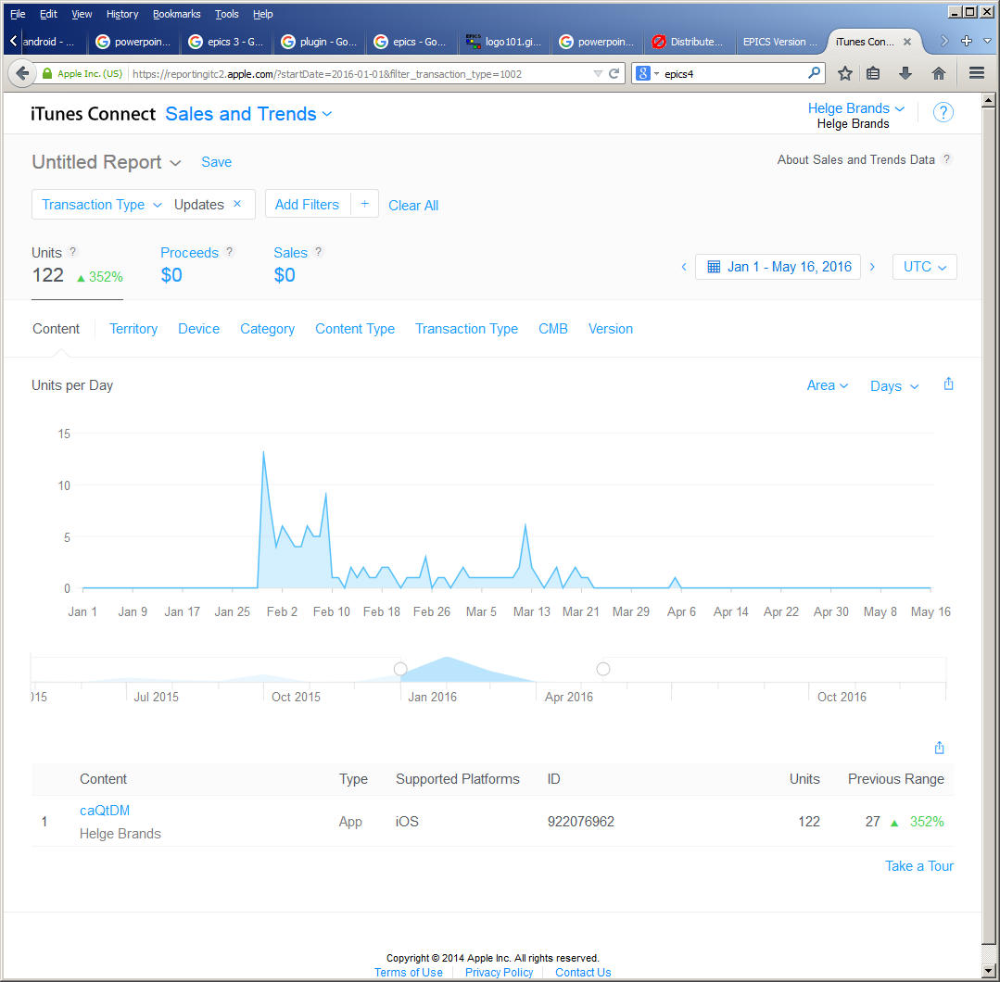 File Edit View History Bookmarks Tools Help
android - ... powerpoin... epics 3 - G... plugin - Go... epics - Go... EPICS logo101.gi... powerpoin... Distribute... EPICS Version ... iTunes Con...
Apple Inc. (US) https://reportingitc2.apple.com/?startDate=2016-01-01&filter_transaction_type=1002 8 epics4
iTunes Connect Sales and Trends Helge Brands ?
Helge Brands
Untitled Report Save About Sales and Trends Data ?
Transaction Type Updates × Add Filters + Clear All
Units ? Proceeds ? Sales ?
122 ▲ 352% $0 $0 Jan 1 - May 16, 2016 UTC
Content Territory Device Category Content Type Transaction Type CMB Version
Units per Day Area Days
15
10
5
0
Jan 1 Jan 9 Jan 17 Jan 25 Feb 2 Feb 10 Feb 18 Feb 26 Mar 5 Mar 13 Mar 21 Mar 29 Apr 6 Apr 14 Apr 22 Apr 30 May 8 May 16
015 Jul 2015 Oct 2015 Jan 2016 Apr 2016 Oct 2016
Content Type Supported Platforms ID Units Previous Range
1 caQtDM App iOS 922076962 122 27 ▲ 352%
Helge Brands
Take a Tour
Copyright © 2014 Apple Inc. All rights reserved.
Terms of Use Privacy Policy Contact Us